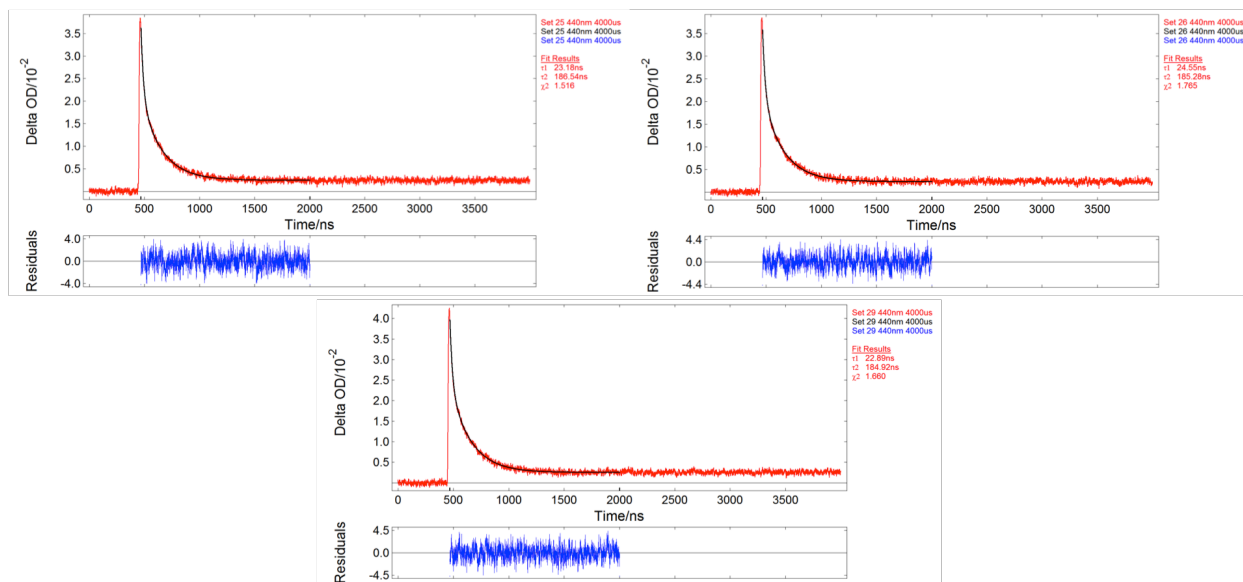 Set 25 440nm 4000us
Set 25 440nm 4000us
Set 25 440nm 4000us
Fit Results
τ1 23.18ns
τ2 186.54ns
χ2 1.516
Delta OD/10⁻²
3.5
3.0
2.5
2.0
1.5
1.0
0.5
0 500 1000 1500 2000 2500 3000 3500
Time/ns
Residuals
4.0
0.0
-4.0
Set 26 440nm 4000us
Set 26 440nm 4000us
Set 26 440nm 4000us
Fit Results
τ1 24.55ns
τ2 185.28ns
χ2 1.765
Delta OD/10⁻²
3.5
3.0
2.5
2.0
1.5
1.0
0.5
0 500 1000 1500 2000 2500 3000 3500
Time/ns
Residuals
4.4
0.0
-4.4
Set 29 440nm 4000us
Set 29 440nm 4000us
Set 29 440nm 4000us
Fit Results
τ1 22.89ns
τ2 184.92ns
χ2 1.660
Delta OD/10⁻²
4.0
3.5
3.0
2.5
2.0
1.5
1.0
0.5
0 500 1000 1500 2000 2500 3000 3500
Time/ns
Residuals
4.5
0.0
-4.5